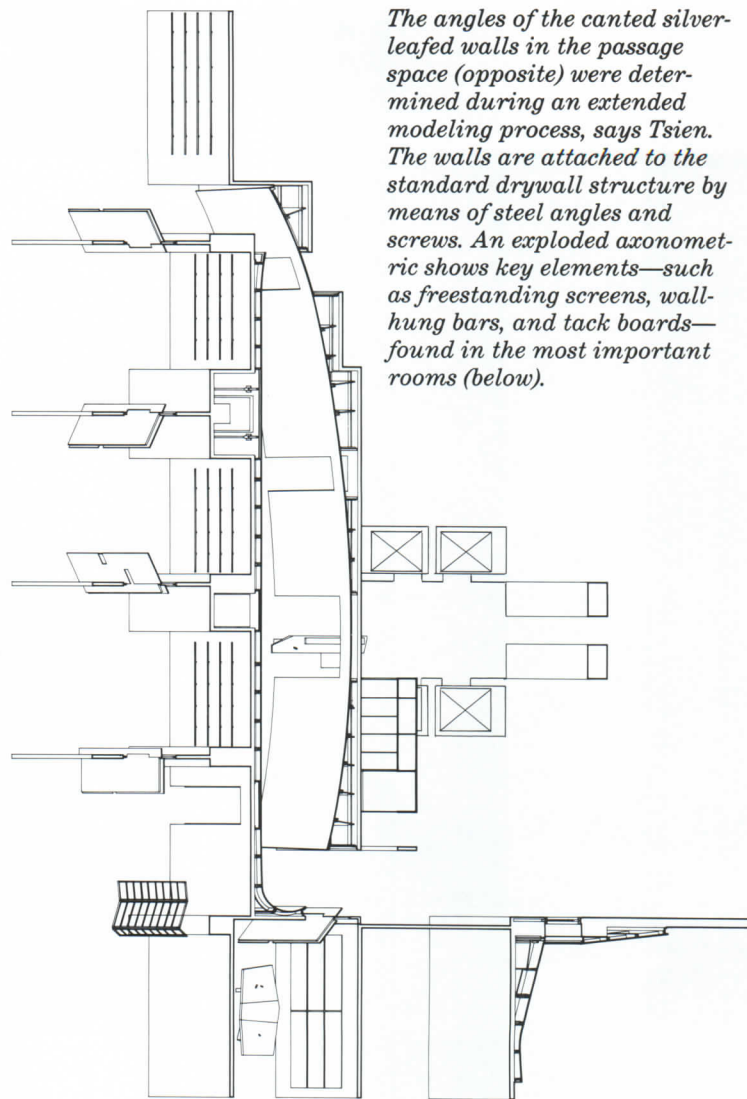 The angles of the canted silver-
leafed walls in the passage
space (opposite) were deter-
mined during an extended
modeling process, says Tsien.
The walls are attached to the
standard drywall structure by
means of steel angles and
screws. An exploded axonomet-
ric shows key elements—such
as freestanding screens, wall-
hung bars, and tack boards—
found in the most important
rooms (below).